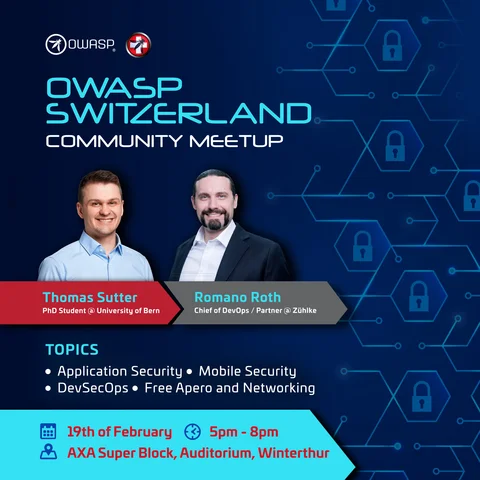 OWASP
OWASP
SWITZERLAND
COMMUNITY MEETUP
Thomas Sutter
PhD Student @ University of Bern
Romano Roth
Chief of DevOps / Partner @ Zühlke
TOPICS
• Application Security • Mobile Security
• DevSecOps • Free Apero and Networking
19th of February
5pm - 8pm
AXA Super Block, Auditorium, Winterthur